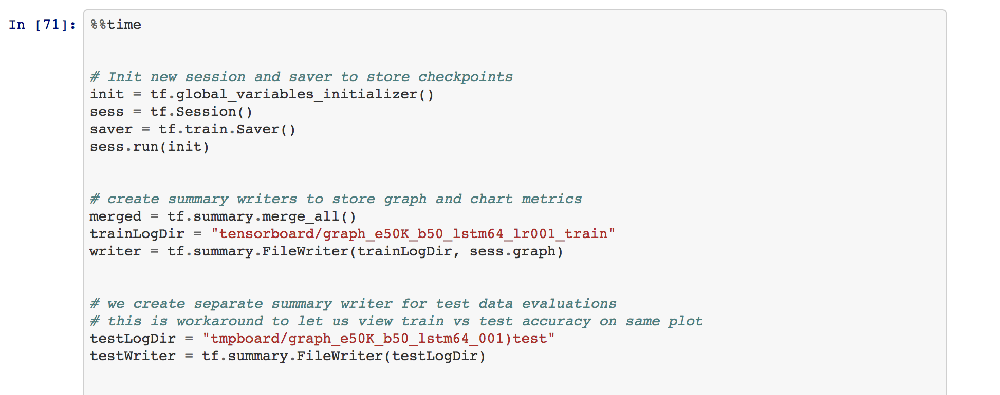 In [71]: %%time
# Init new session and saver to store checkpoints
init = tf.global_variables_initializer()
sess = tf.Session()
saver = tf.train.Saver()
sess.run(init)
# create summary writers to store graph and chart metrics
merged = tf.summary.merge_all()
trainLogDir = "tensorboard/graph_e50K_b50_lstm64_lr001_train"
writer = tf.summary.FileWriter(trainLogDir, sess.graph)
# we create separate summary writer for test data evaluations
# this is workaround to let us view train vs test accuracy on same plot
testLogDir = "tmpboard/graph_e50K_b50_lstm64_001)test"
testWriter = tf.summary.FileWriter(testLogDir)